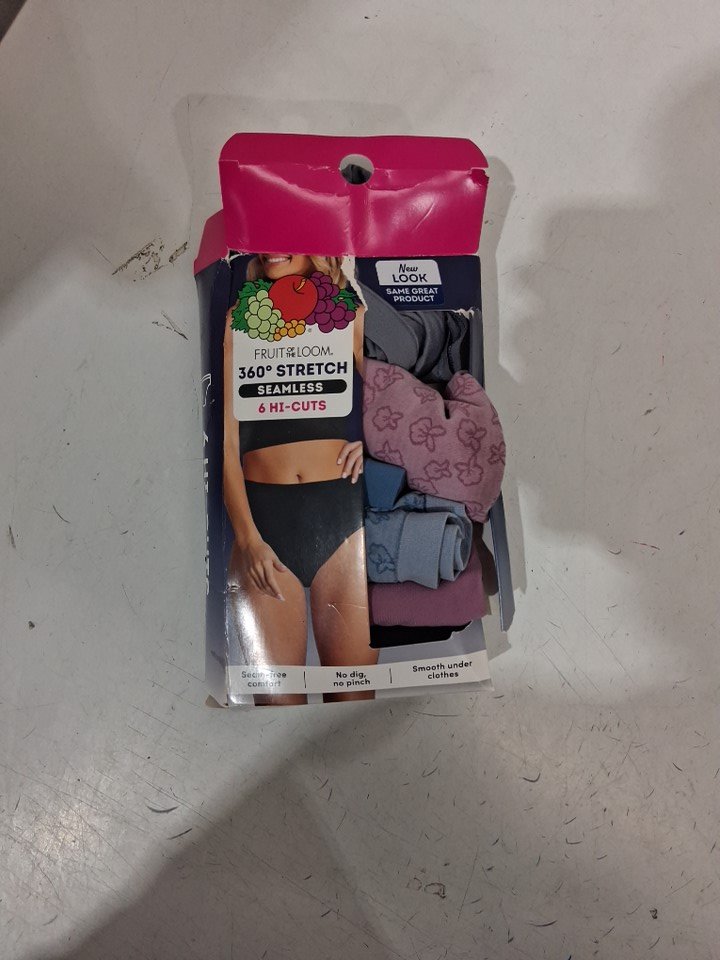 New
LOOK
SAME GREAT
PRODUCT
FRUIT OF THE LOOM
360° STRETCH
SEAMLESS
6 HI-CUTS
Seam-free
comfort
No dig,
no pinch
Smooth under
clothes